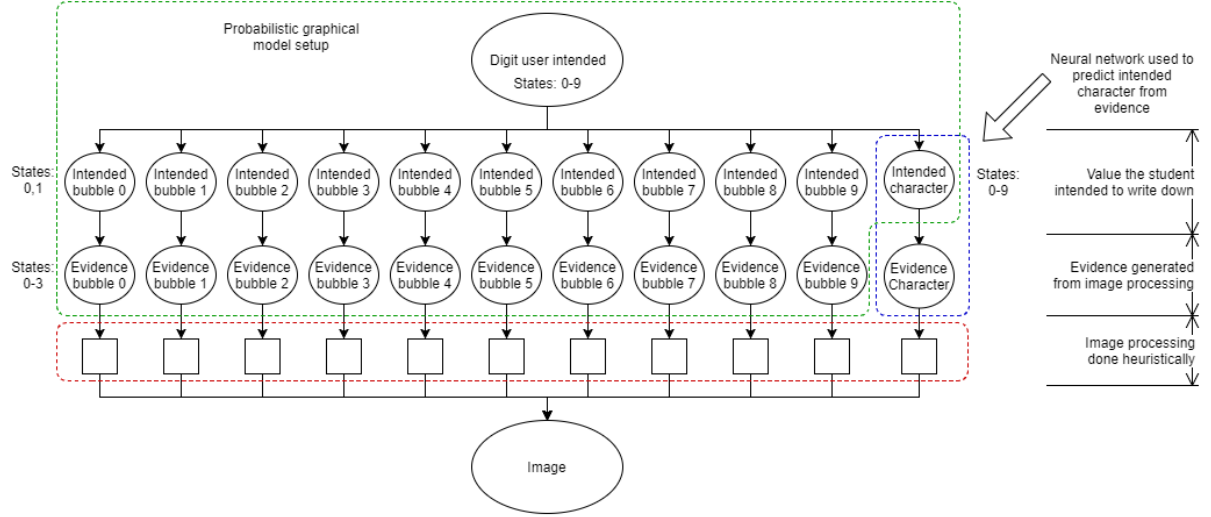 Probabilistic graphical
model setup
Digit user intended
States: 0-9
Neural network used to
predict intended
character from
evidence
States:
0,1
Intended
bubble 0
Intended
bubble 1
Intended
bubble 2
Intended
bubble 3
Intended
bubble 4
Intended
bubble 5
Intended
bubble 6
Intended
bubble 7
Intended
bubble 8
Intended
bubble 9
Intended
character
States:
0-9
Value the student
intended to write down
States:
0-3
Evidence
bubble 0
Evidence
bubble 1
Evidence
bubble 2
Evidence
bubble 3
Evidence
bubble 4
Evidence
bubble 5
Evidence
bubble 6
Evidence
bubble 7
Evidence
bubble 8
Evidence
bubble 9
Evidence
Character
Evidence generated
from image processing
Image processing
done heuristically
Image